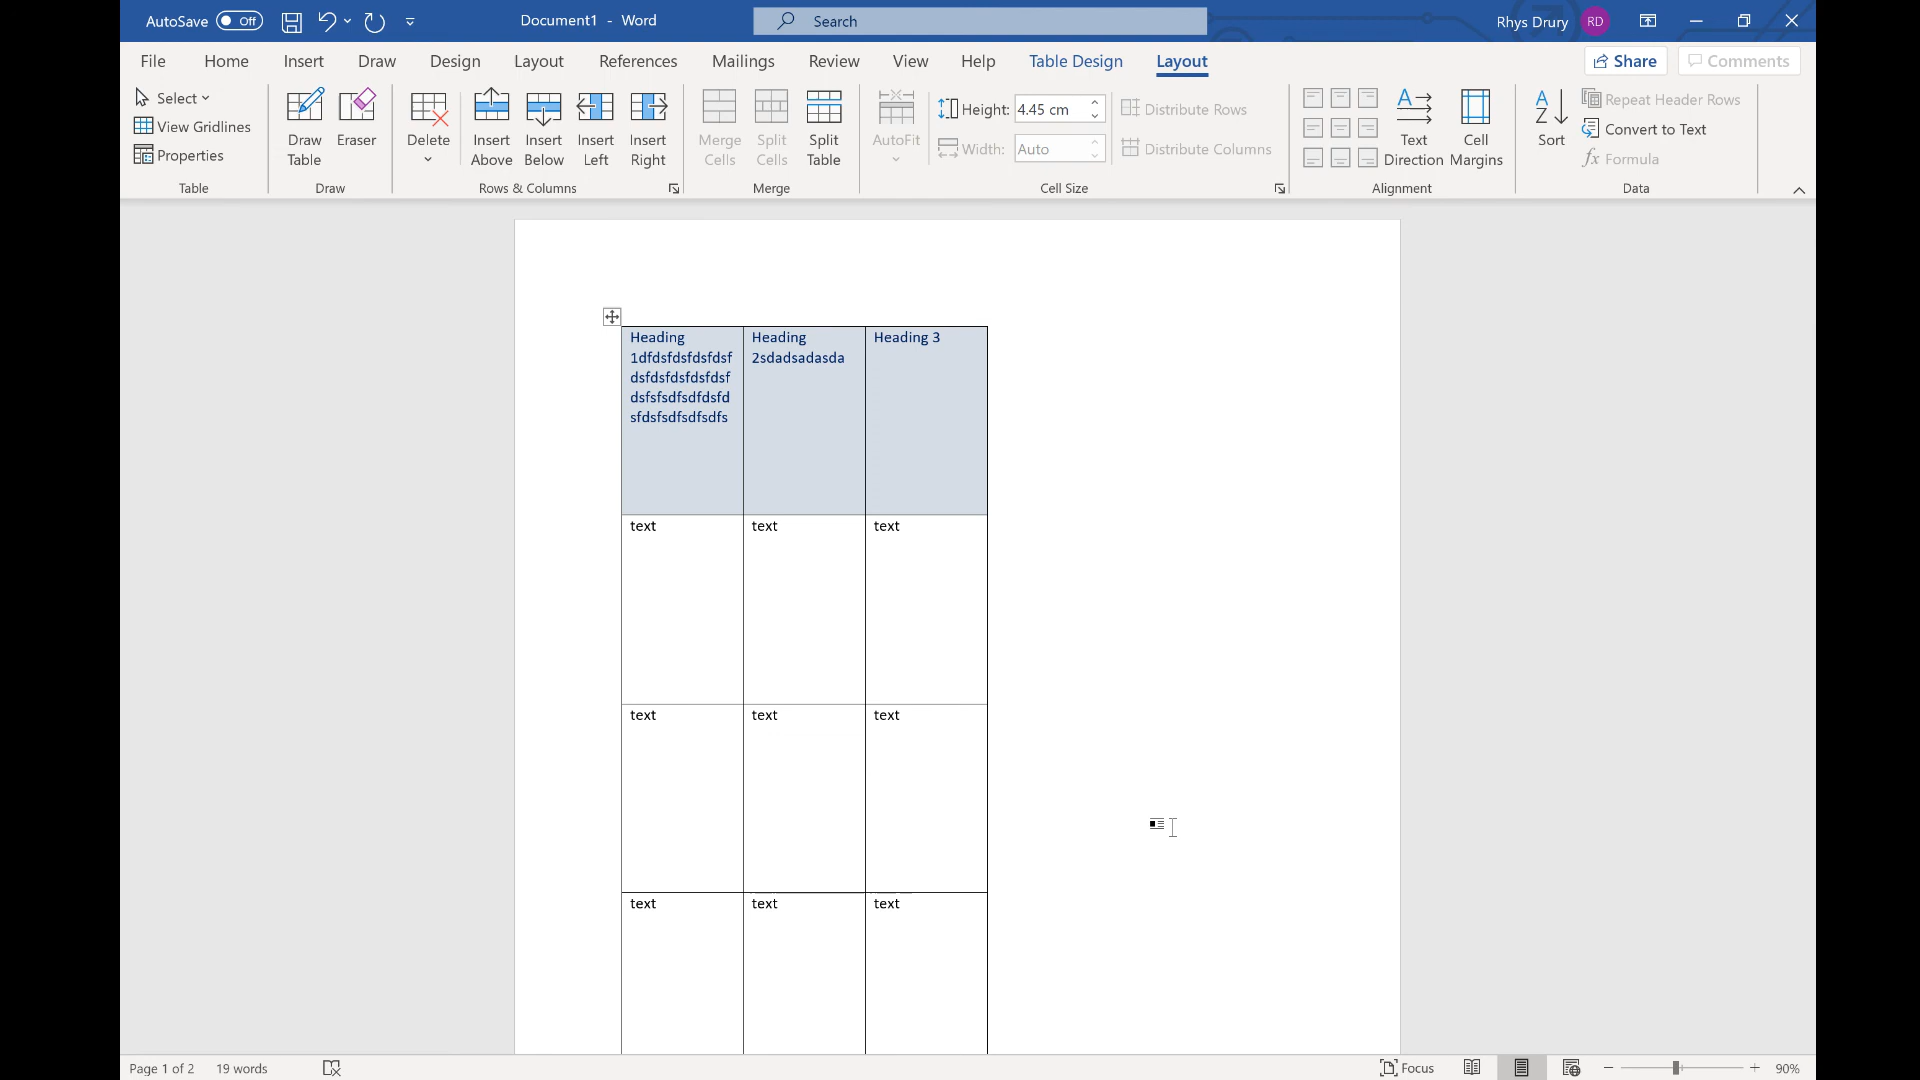 AutoSave Off Document1 - Word Search Rhys Drury RD
File Home Insert Draw Design Layout References Mailings Review View Help Table Design Layout Share Comments
Select
View Gridlines
Properties
Table
Draw Table
Eraser
Draw
Delete
Insert Above
Insert Below
Insert Left
Insert Right
Rows & Columns
Merge Cells
Split Cells
Split Table
Merge
AutoFit
Height: 4.45 cm
Width: Auto
Distribute Rows
Distribute Columns
Cell Size
Text Direction
Cell Margins
Alignment
A
Z
Sort
Repeat Header Rows
Convert to Text
fx Formula
Data
Heading
1dfdsfdsfdsfdsf
dsfdsfdsfdsfdsf
dsfsfsdfsdfdsfd
sfdsfsdfsdfsdfs
Heading
2sdadsadasda
Heading 3
text text text
text text text
text text text
Page 1 of 2 19 words Focus 90%